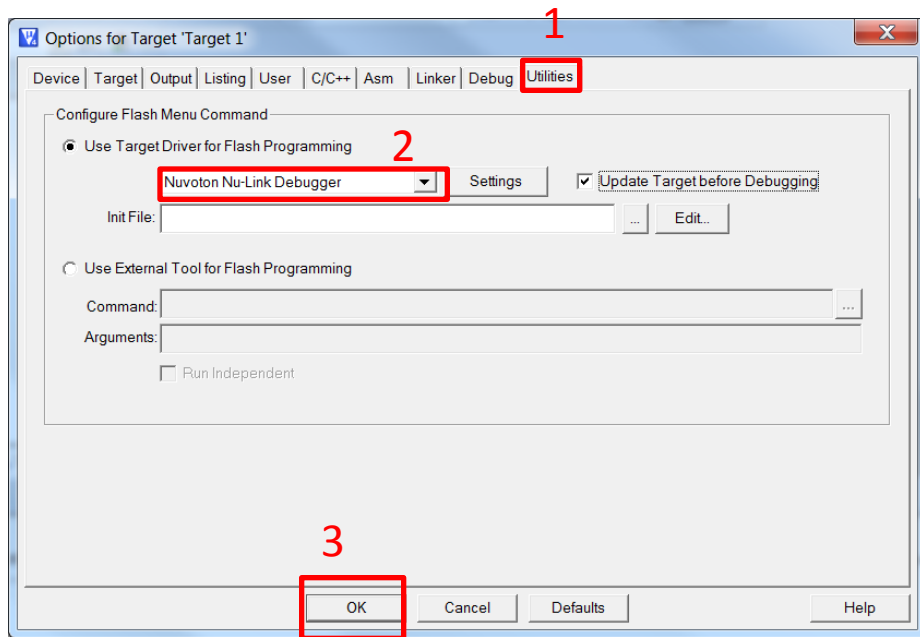 1
Options for Target 'Target 1'
Device Target Output Listing User C/C++ Asm Linker Debug Utilities
Configure Flash Menu Command
Use Target Driver for Flash Programming
2
Nuvoton Nu-Link Debugger Settings Update Target before Debugging
Init File: ... Edit...
Use External Tool for Flash Programming
Command: ...
Arguments:
Run Independent
3
OK Cancel Defaults Help